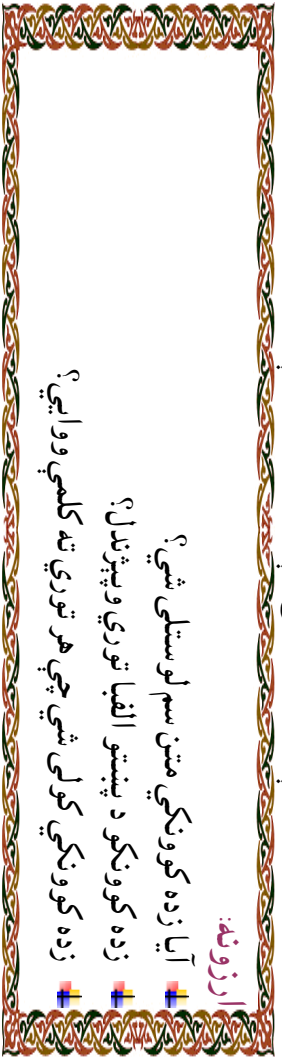 ارزونه:
آیا زده کوونکي متن سم لوستلی شي؟
زده کوونکو د پښتو الفبا توري وپېژندل؟
زده کوونکي کولی شي چې هر توري ته کلمې ووایي؟